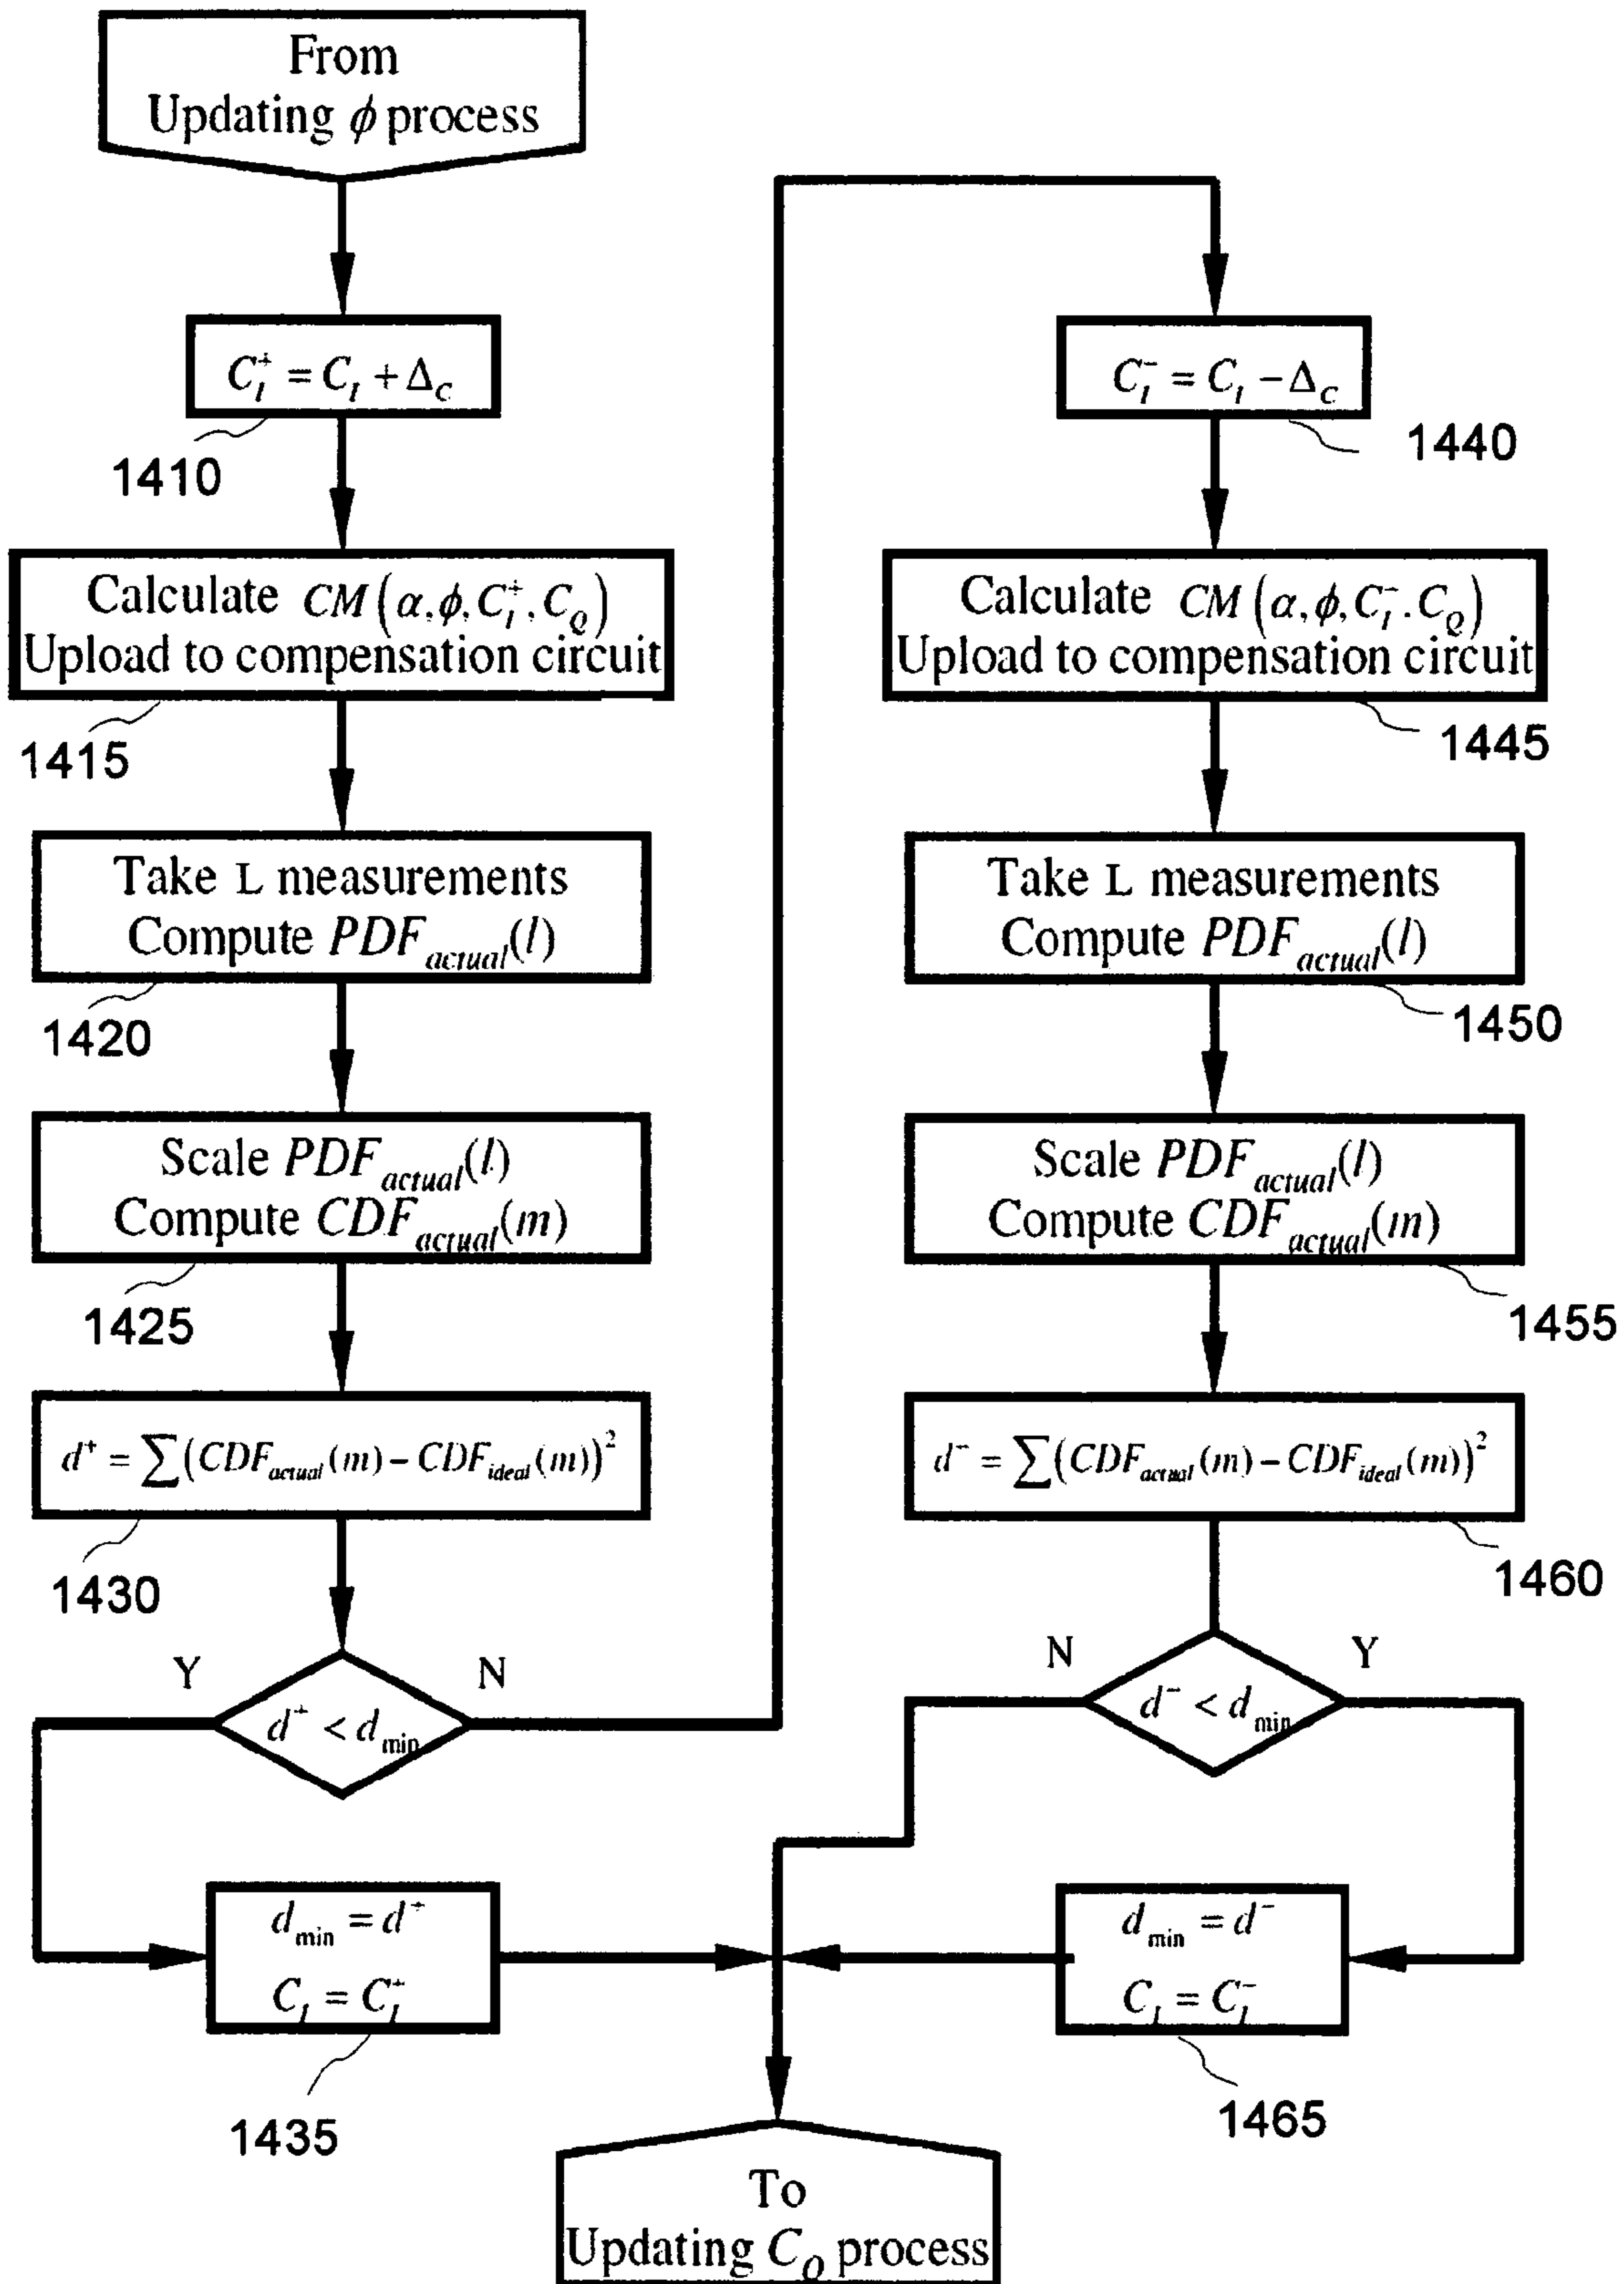 From
Updating ϕ process
C_I^+ = C_I + Δ_C
1410
Calculate CM(α, ϕ, C_I^+, C_Q)
Upload to compensation circuit
1415
Take L measurements
Compute PDF_actual(l)
1420
Scale PDF_actual(l)
Compute CDF_actual(m)
1425
d^+ = ∑(CDF_actual(m) − CDF_ideal(m))^2
1430
Y
N
d^+ < d_min
d_min = d^+
C_I = C_I^+
1435
C_I^- = C_I − Δ_C
1440
Calculate CM(α, ϕ, C_I^-, C_Q)
Upload to compensation circuit
1445
Take L measurements
Compute PDF_actual(l)
1450
Scale PDF_actual(l)
Compute CDF_actual(m)
1455
d^- = ∑(CDF_actual(m) − CDF_ideal(m))^2
1460
N
Y
d^- < d_min
d_min = d^-
C_I = C_I^-
1465
To
Updating C_Q process